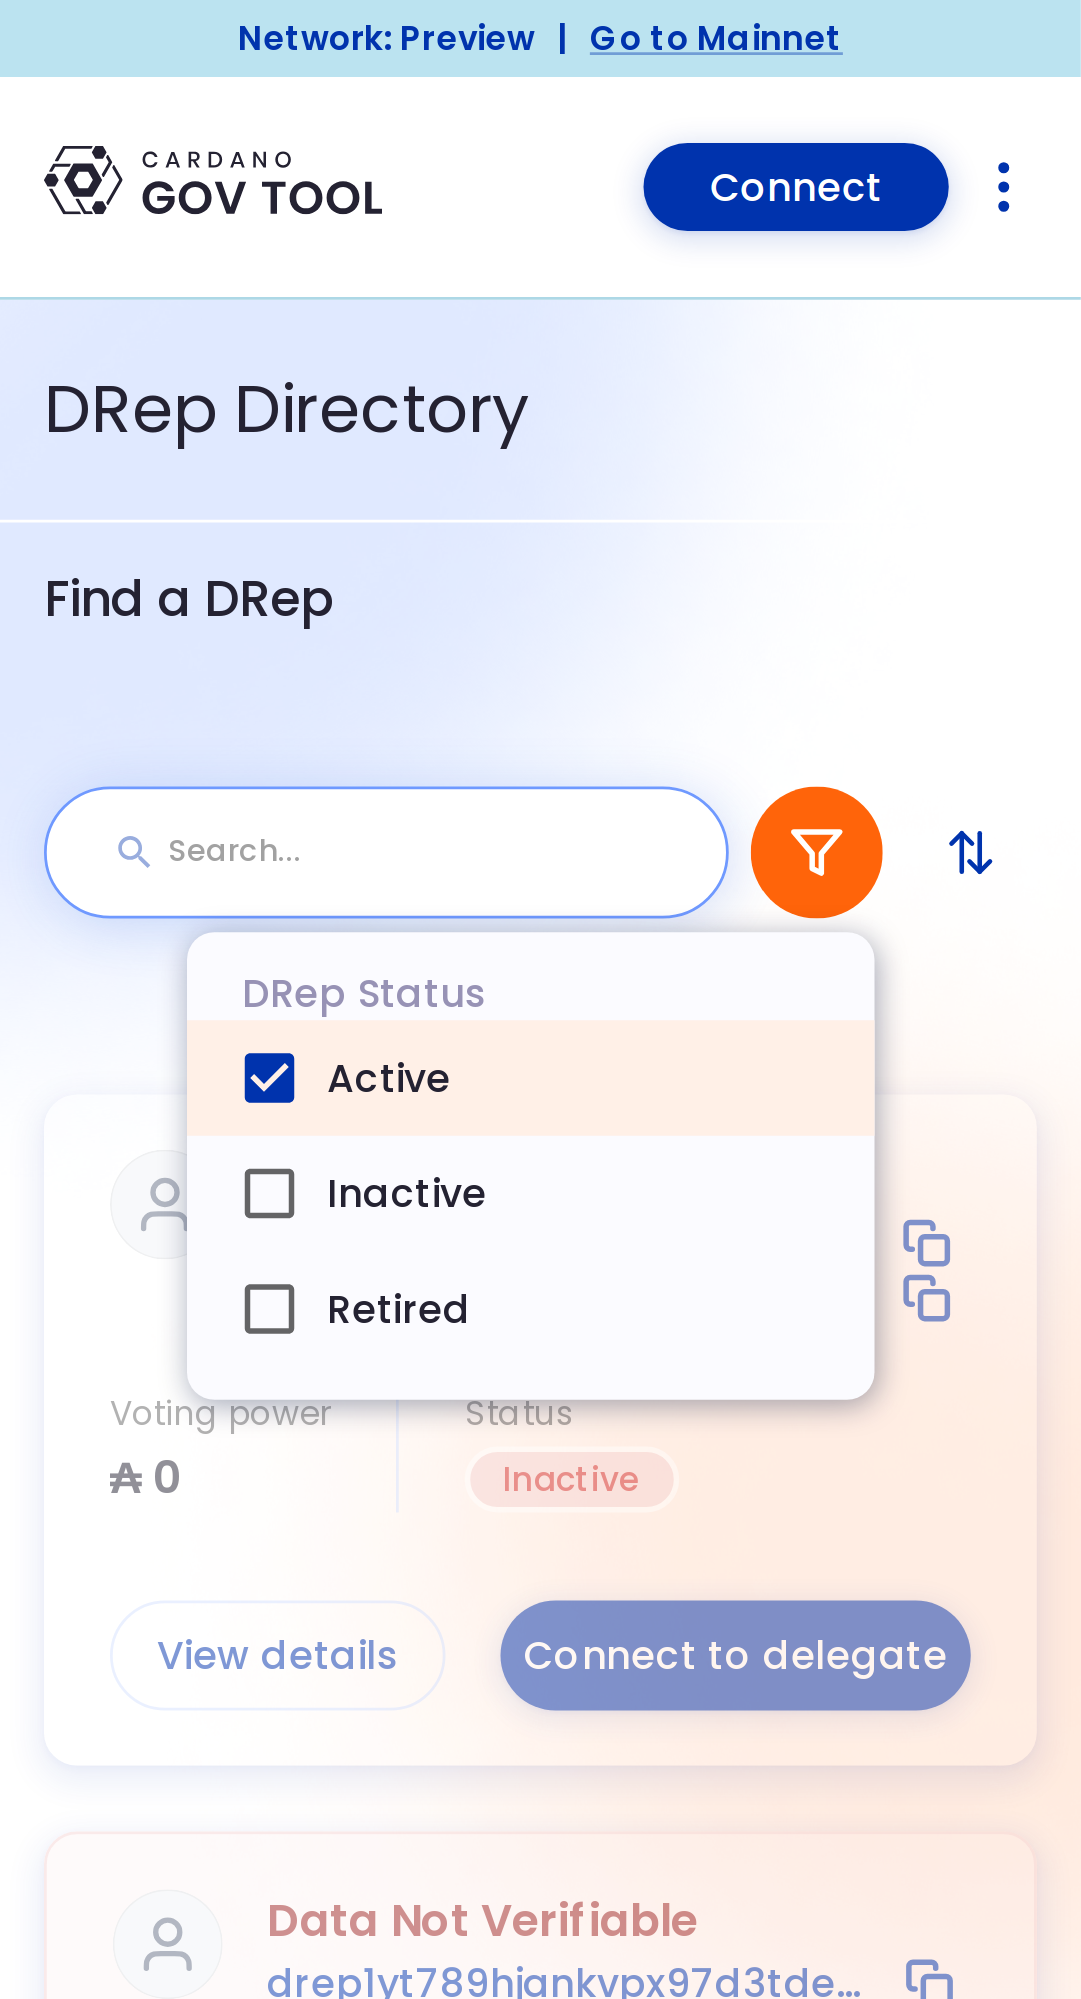 Network: Preview | Go to Mainnet
CARDANO
GOV TOOL
Connect
DRep Directory
Find a DRep
Search...
DRep Status
Active
Inactive
Retired
Voting power
Status
₳ 0
Inactive
View details
Connect to delegate
Data Not Verifiable
drep1yt789hjankvpx97d3tde...